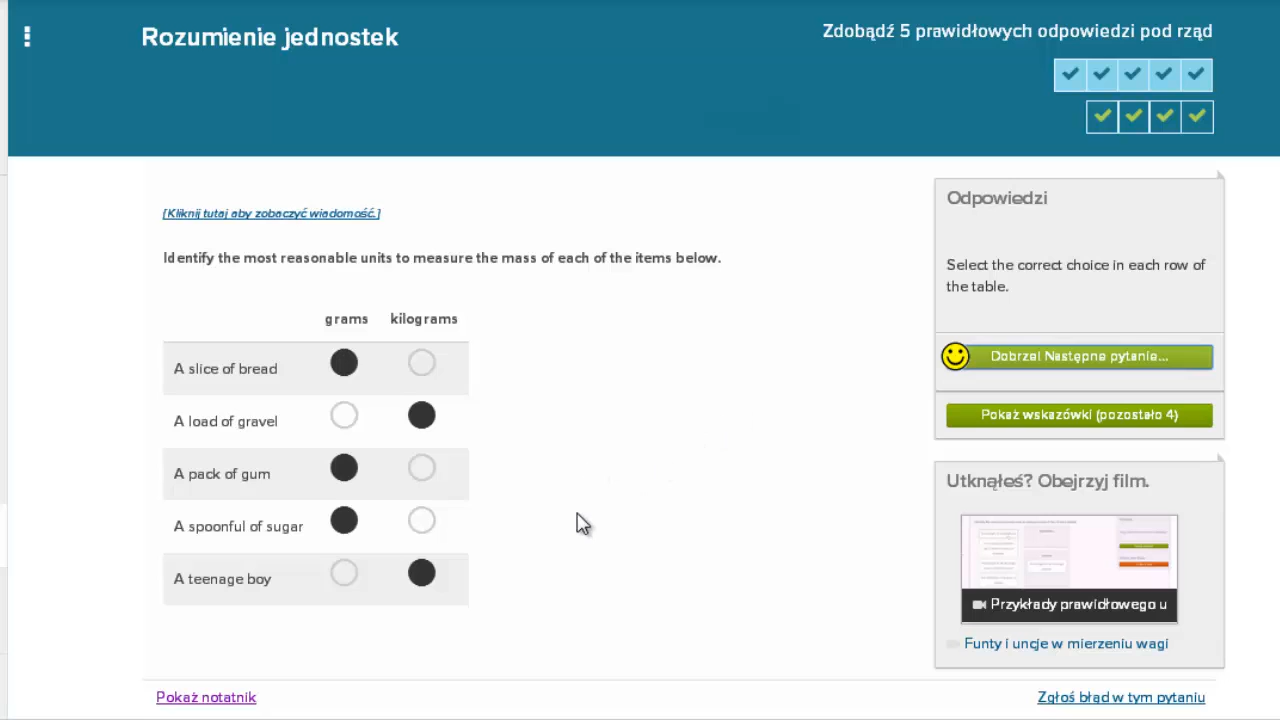 Rozumienie jednostek
Zdobądź 5 prawidłowych odpowiedzi pod rząd
[Kliknij tutaj aby zobaczyć wiadomość.]
Identify the most reasonable units to measure the mass of each of the items below.
grams kilograms
A slice of bread
A load of gravel
A pack of gum
A spoonful of sugar
A teenage boy
Odpowiedzi
Select the correct choice in each row of
the table.
Dobrze! Następne pytanie...
Pokaż wskazówki (pozostało 4)
Utknąłeś? Obejrzyj film.
Przykłady prawidłowego u
Funty i uncje w mierzeniu wagi
Pokaż notatnik
Zgłoś błąd w tym pytaniu